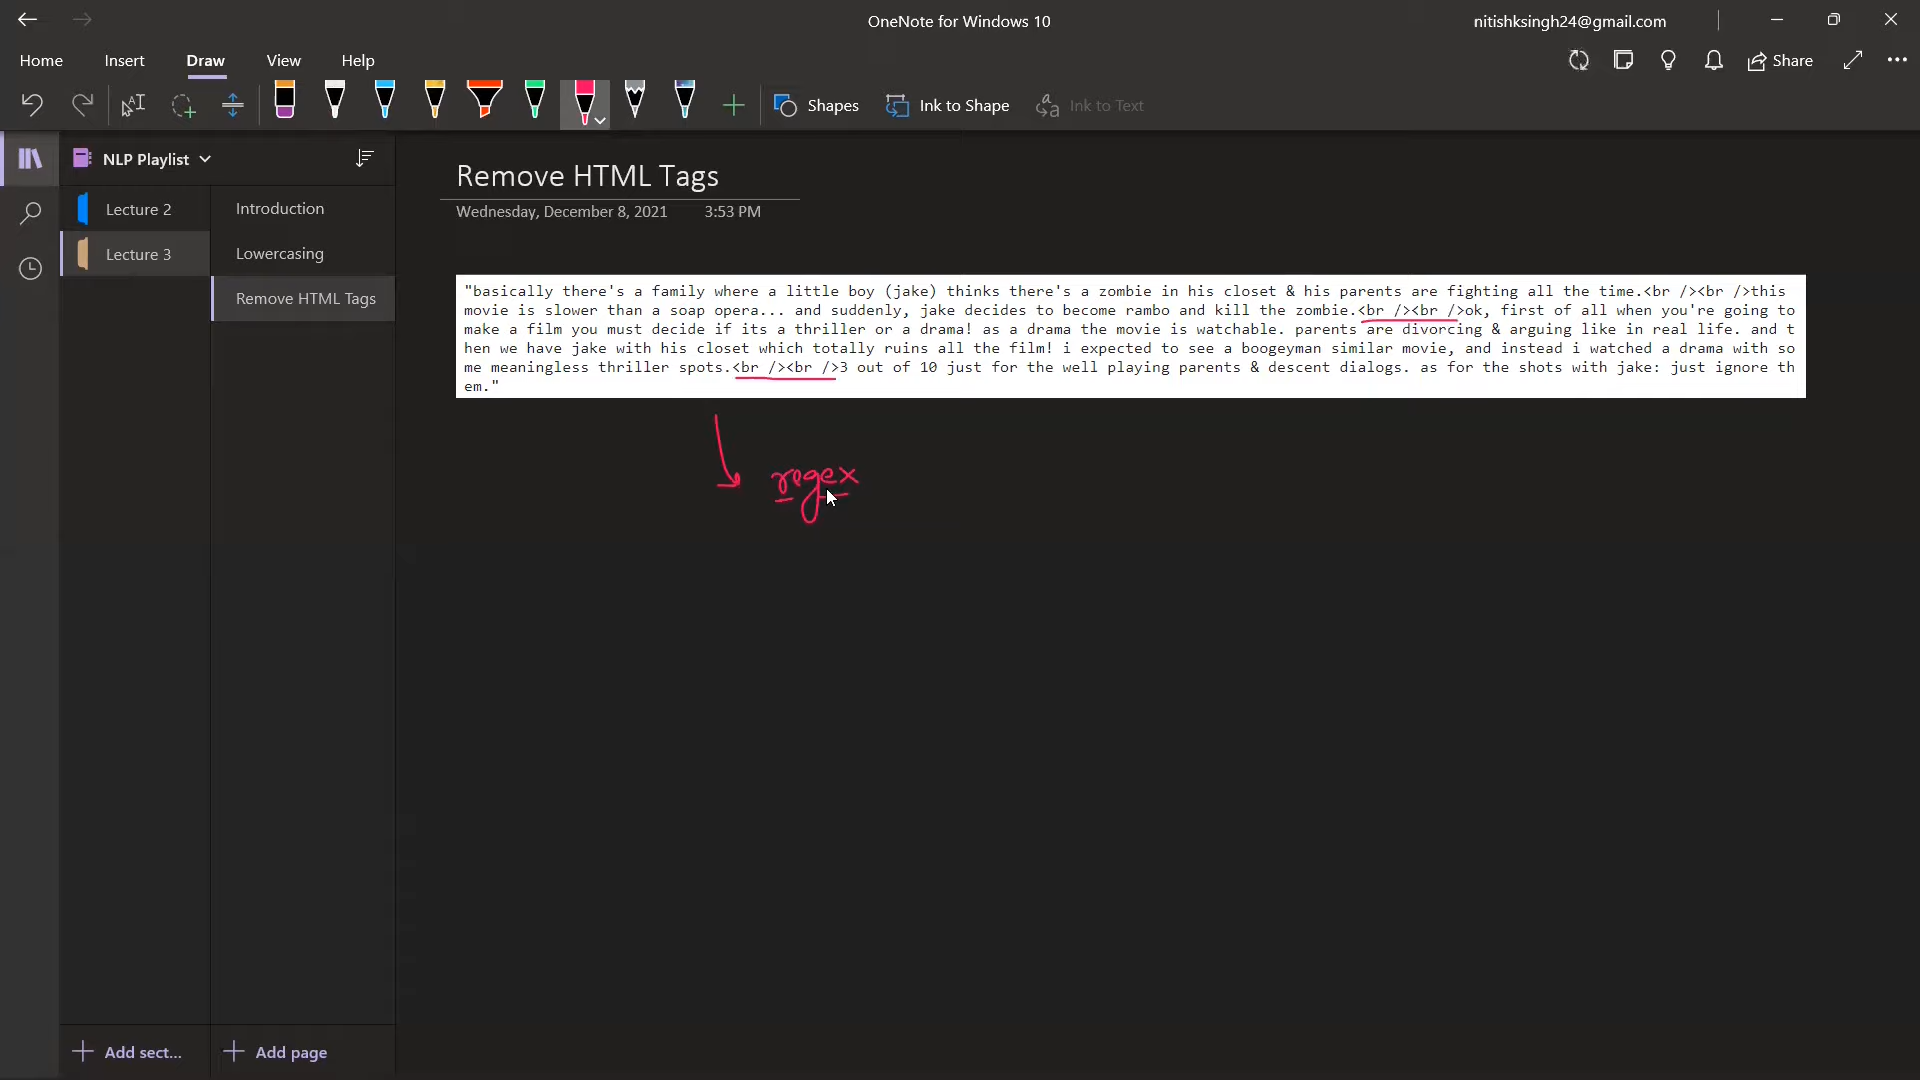 OneNote for Windows 10
nitishksingh24@gmail.com
Home Insert Draw View Help
Share
Shapes Ink to Shape Ink to Text
NLP Playlist
Lecture 2
Lecture 3
Introduction
Lowercasing
Remove HTML Tags
Remove HTML Tags
Wednesday, December 8, 2021 3:53 PM
"basically there's a family where a little boy (jake) thinks there's a zombie in his closet & his parents are fighting all the time.<br /><br />this
movie is slower than a soap opera... and suddenly, jake decides to become rambo and kill the zombie.<br /><br />ok, first of all when you're going to
make a film you must decide if its a thriller or a drama! as a drama the movie is watchable. parents are divorcing & arguing like in real life. and t
hen we have jake with his closet which totally ruins all the film! i expected to see a boogeyman similar movie, and instead i watched a drama with so
me meaningless thriller spots.<br /><br />3 out of 10 just for the well playing parents & descent dialogs. as for the shots with jake: just ignore th
em."
regex
Add sect...
Add page